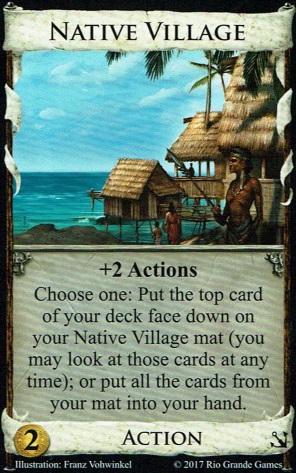 NATIVE VILLAGE
+2 Actions
Choose one: Put the top card
of your deck face down on
your Native Village mat (you
may look at those cards at any
time); or put all the cards from
your mat into your hand.
2
ACTION
Illustration: Franz Vohwinkel
© 2017 Rio Grande Games